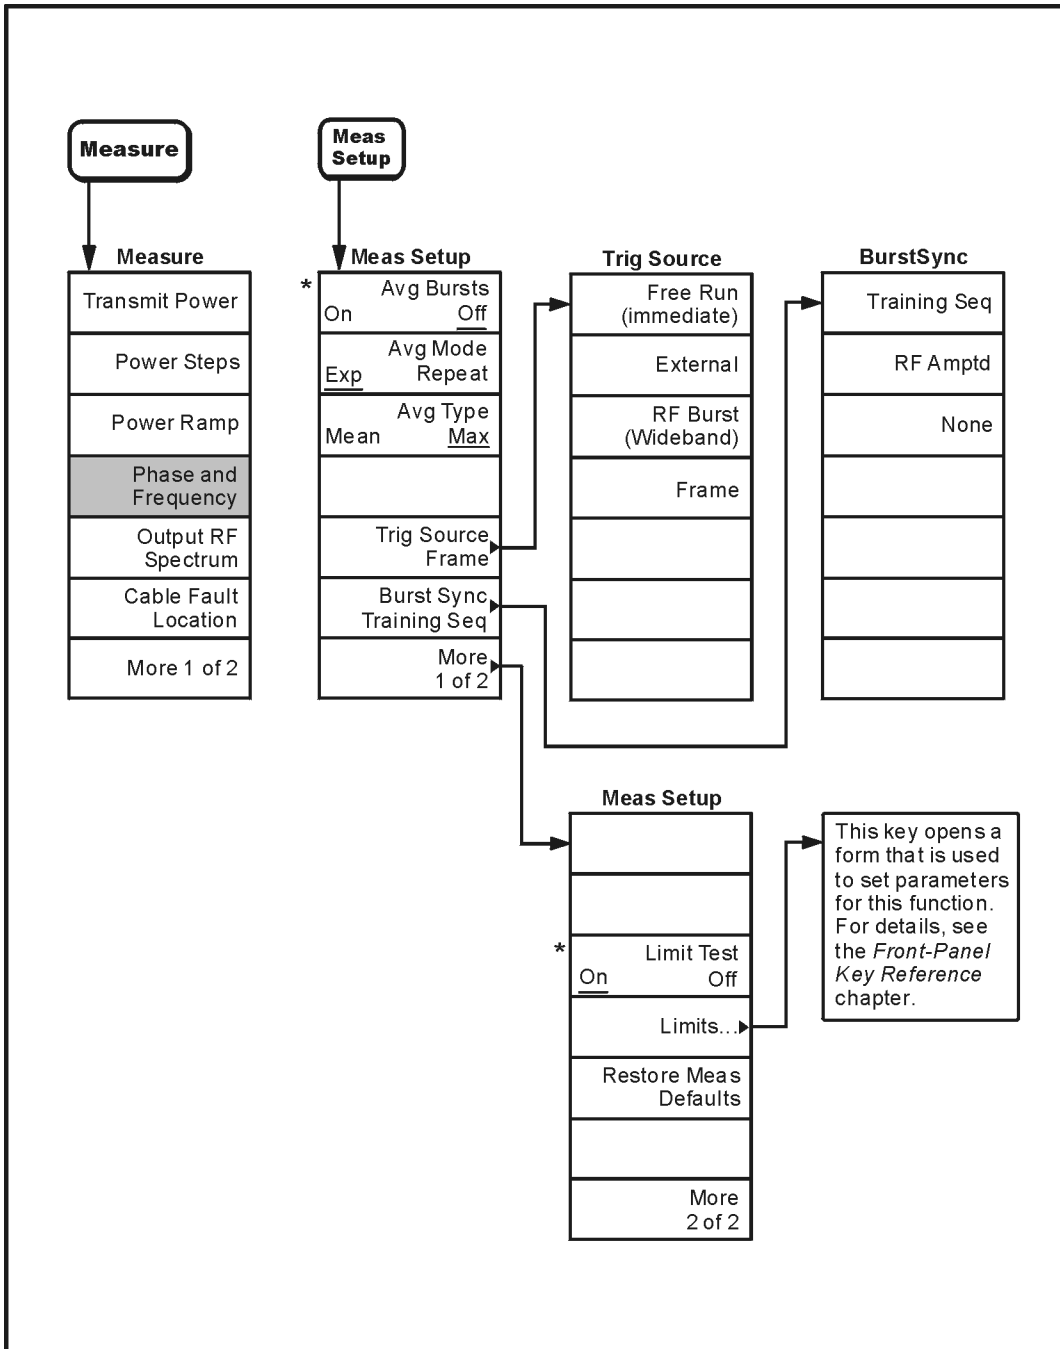 Measure
Meas
Setup
Measure
Transmit Power
Power Steps
Power Ramp
Phase and
Frequency
Output RF
Spectrum
Cable Fault
Location
More 1 of 2
Meas Setup
* Avg Bursts
On Off
Avg Mode
Exp Repeat
Avg Type
Mean Max
Trig Source
Frame
Burst Sync
Training Seq
More
1 of 2
Trig Source
Free Run
(immediate)
External
RF Burst
(Wideband)
Frame
BurstSync
Training Seq
RF Amptd
None
Meas Setup
* Limit Test
On Off
Limits...
Restore Meas
Defaults
More
2 of 2
This key opens a
form that is used
to set parameters
for this function.
For details, see
the Front-Panel
Key Reference
chapter.